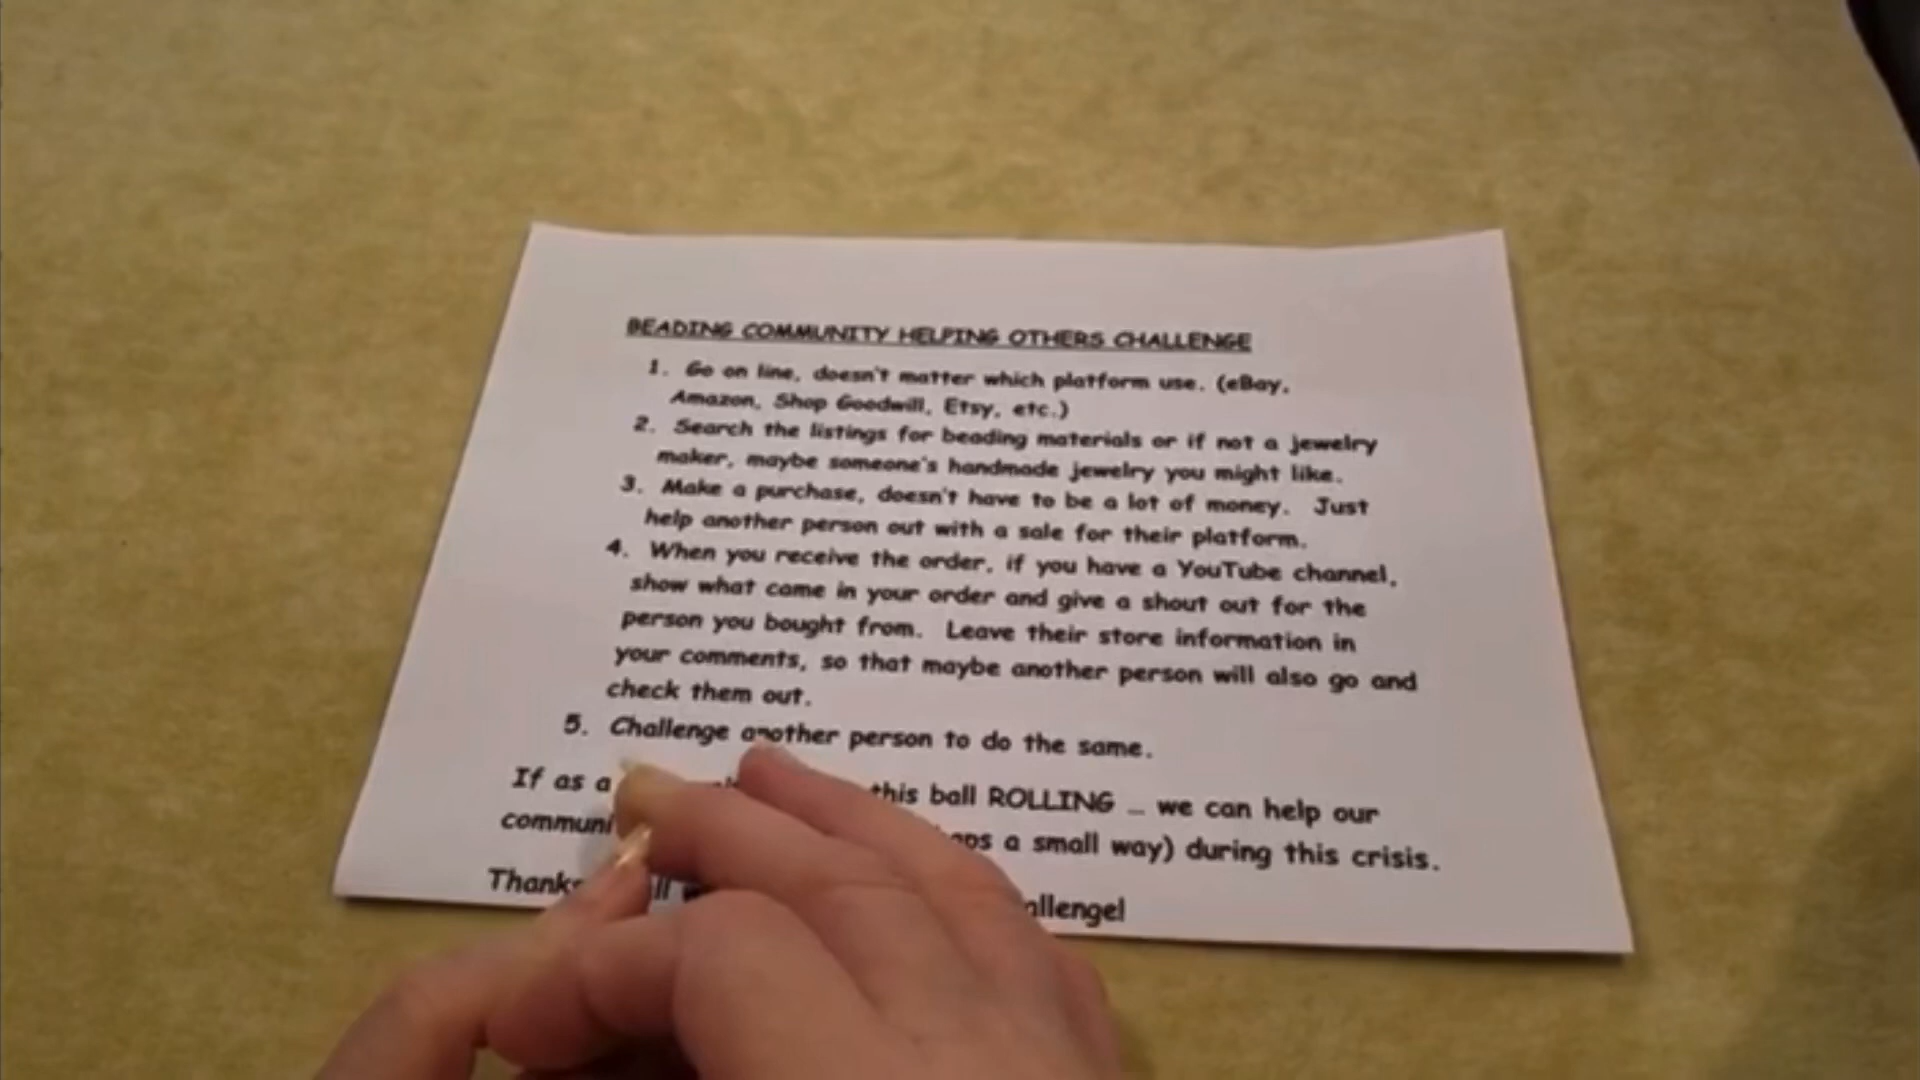 BEADING COMMUNITY HELPING OTHERS CHALLENGE
1. Go on line, doesn't matter which platform use. (eBay,
Amazon, Shop Goodwill, Etsy, etc.)
2. Search the listings for beading materials or if not a jewelry
maker, maybe someone's handmade jewelry you might like.
3. Make a purchase, doesn't have to be a lot of money. Just
help another person out with a sale for their platform.
4. When you receive the order, if you have a YouTube channel,
show what came in your order and give a shout out for the
person you bought from. Leave their store information in
your comments, so that maybe another person will also go and
check them out.
5. Challenge another person to do the same.
If as a this ball ROLLING … we can help our
a small way) during this crisis.